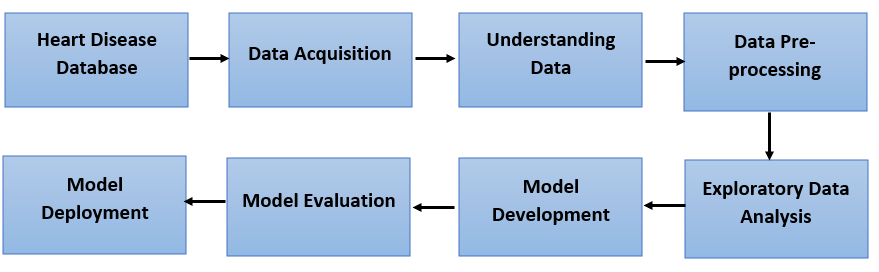 Heart Disease
Database
Data Acquisition
Understanding
Data
Data Pre-
processing
Exploratory Data
Analysis
Model
Development
Model Evaluation
Model
Deployment